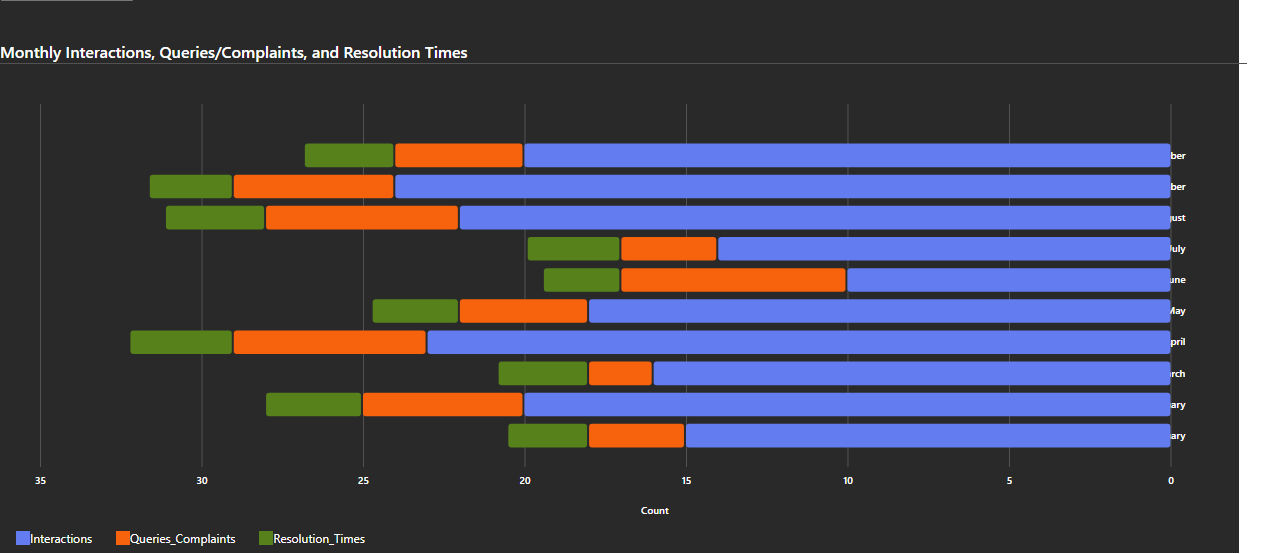 Monthly Interactions, Queries/Complaints, and Resolution Times
ber
ber
ust
July
une
May
pril
rch
ary
ary
35 30 25 20 15 10 5 0
Count
Interactions Queries_Complaints Resolution_Times